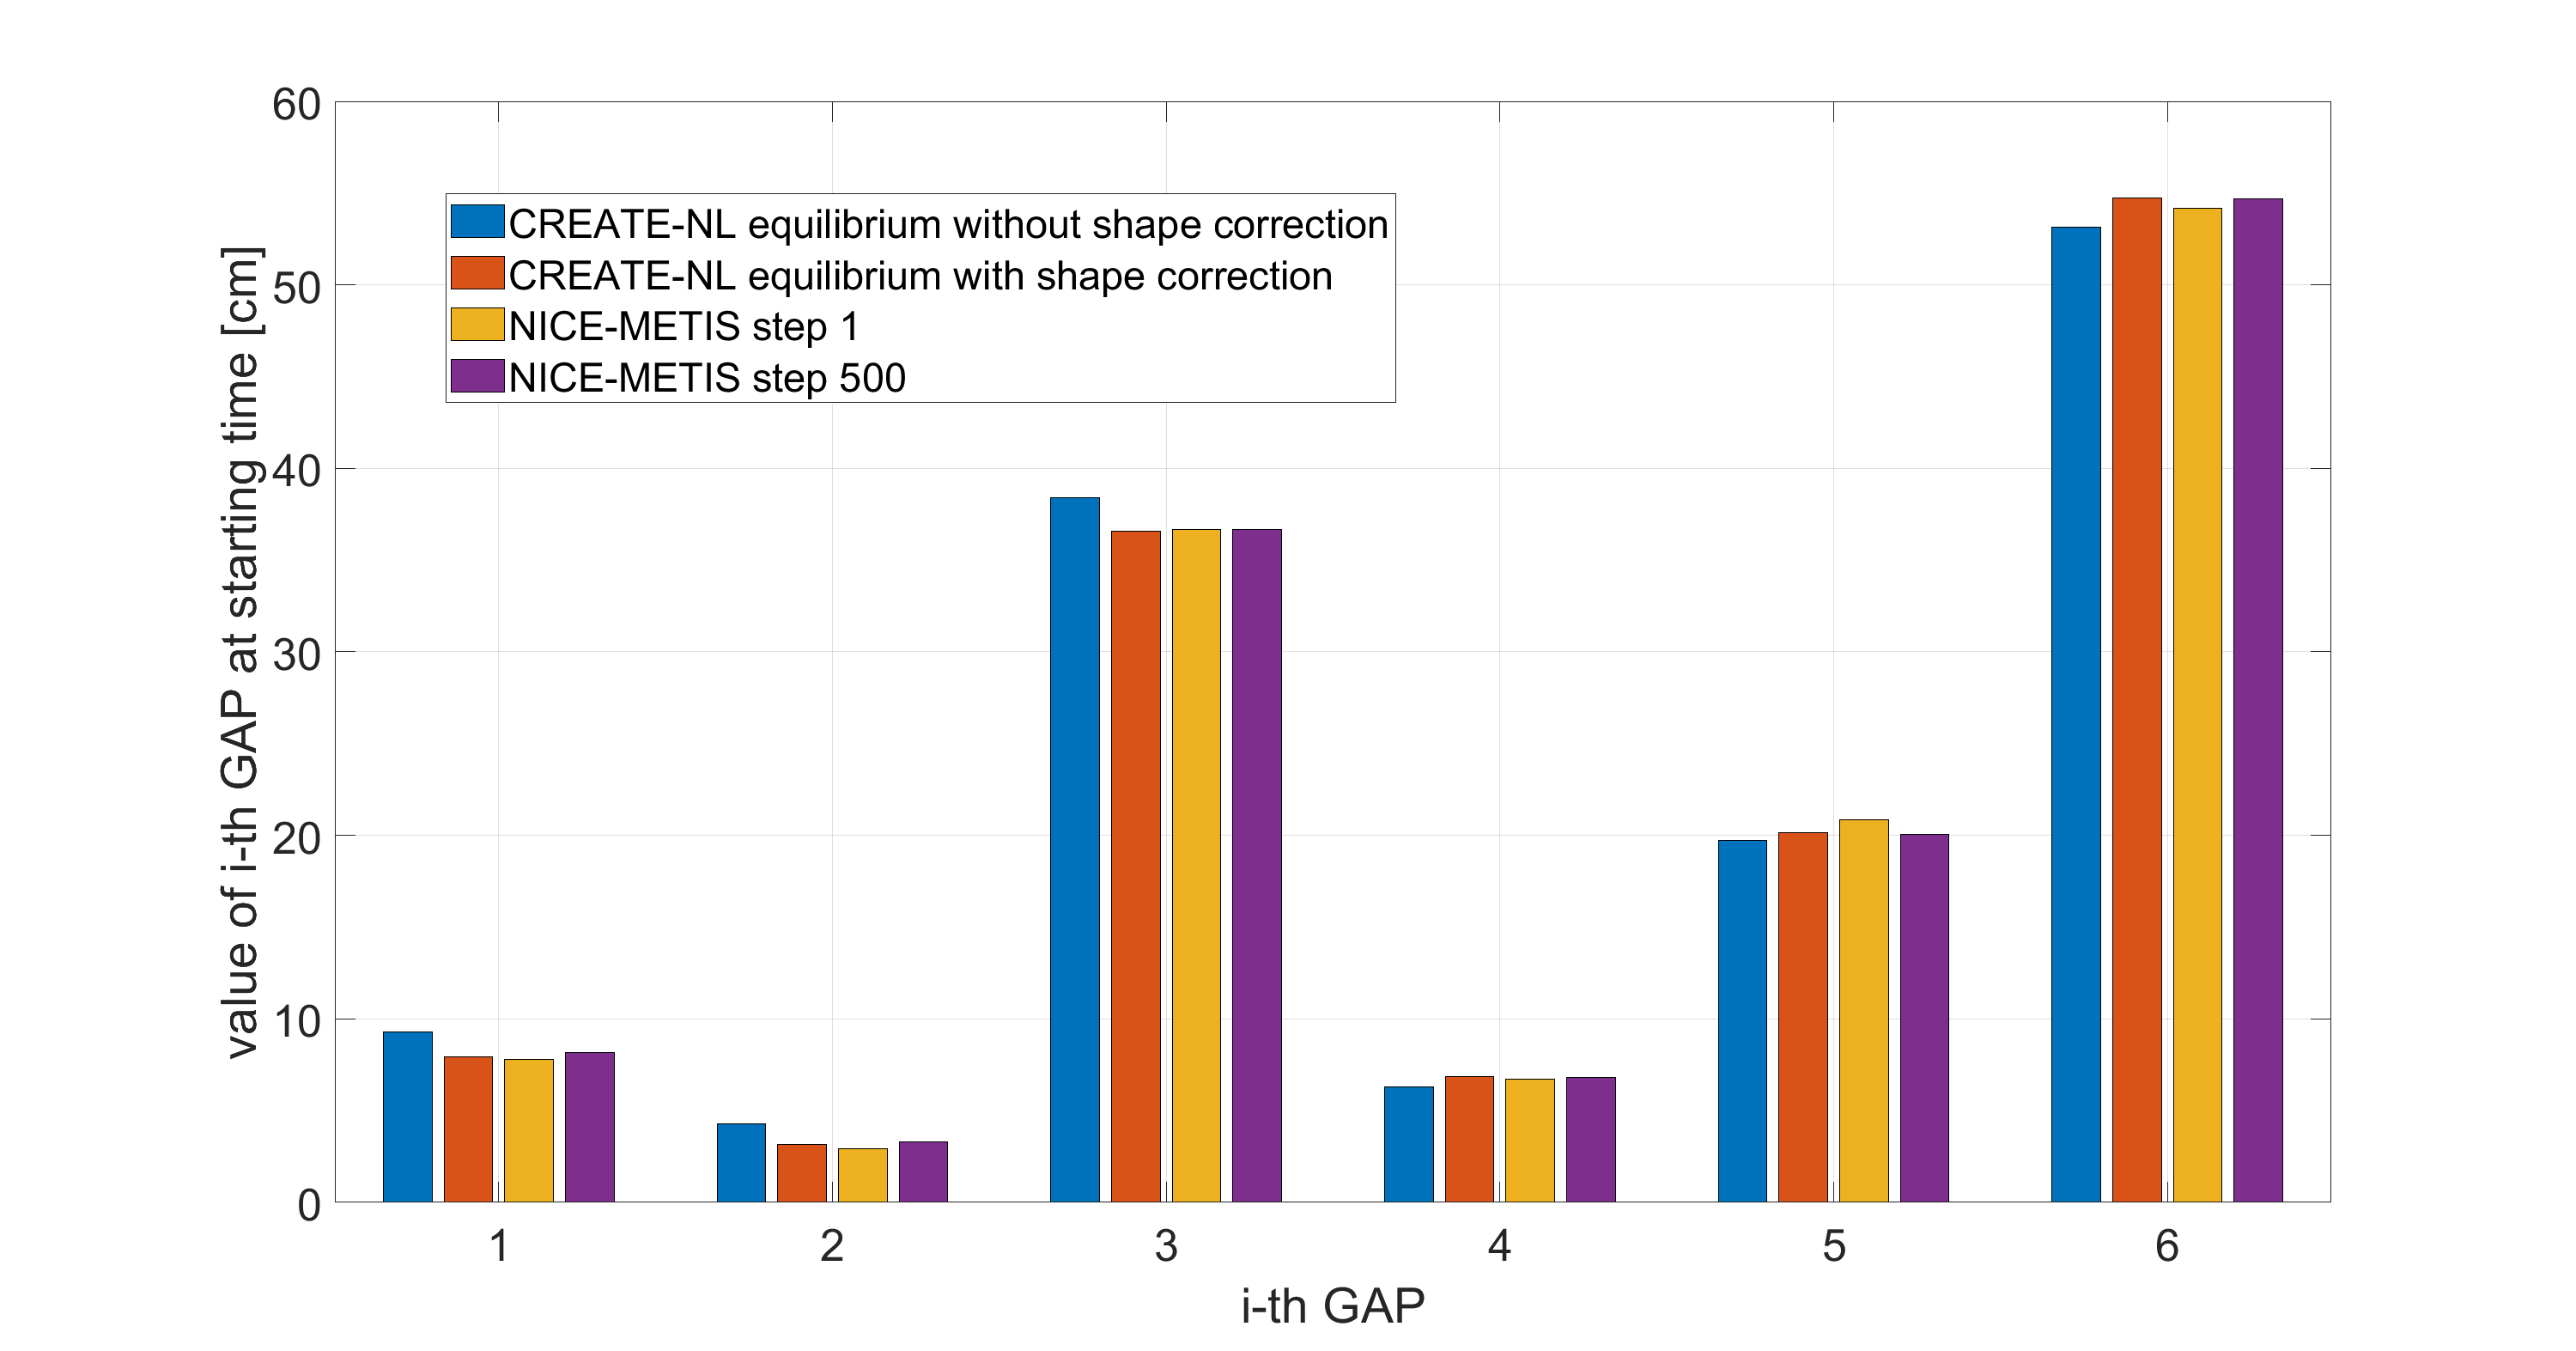 60
50
40
30
20
10
0
value of i-th GAP at starting time [cm]
CREATE-NL equilibrium without shape correction
CREATE-NL equilibrium with shape correction
NICE-METIS step 1
NICE-METIS step 500
1 2 3 4 5 6
i-th GAP